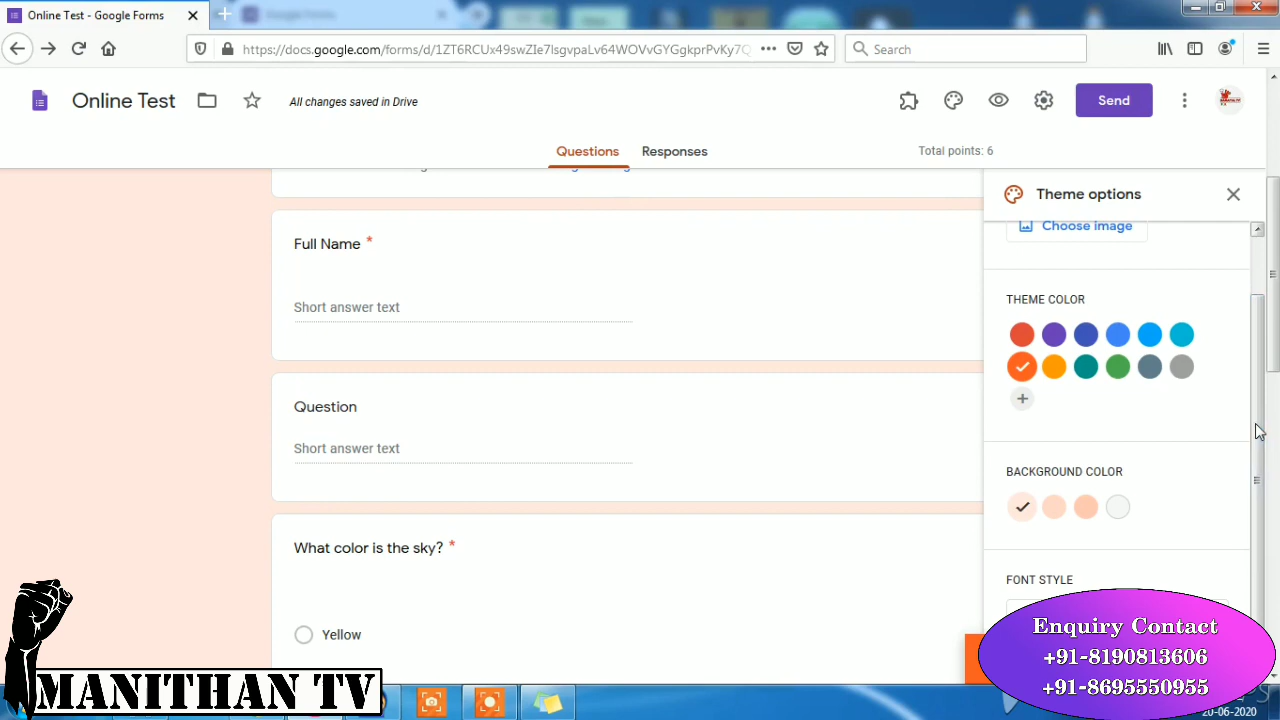 Online Test - Google Forms
Google Forms
https://docs.google.com/forms/d/1ZT6RCUx49swZIe7lsgvpaLv64WOVvGYGgkprPvKy7Q
Search
Online Test
All changes saved in Drive
Send
Questions
Responses
Total points: 6
Theme options
Choose image
Full Name *
Short answer text
THEME COLOR
Question
Short answer text
BACKGROUND COLOR
What color is the sky? *
FONT STYLE
Yellow
Enquiry Contact
+91-8190813606
+91-8695550955
MANITHAN TV
20-06-2020